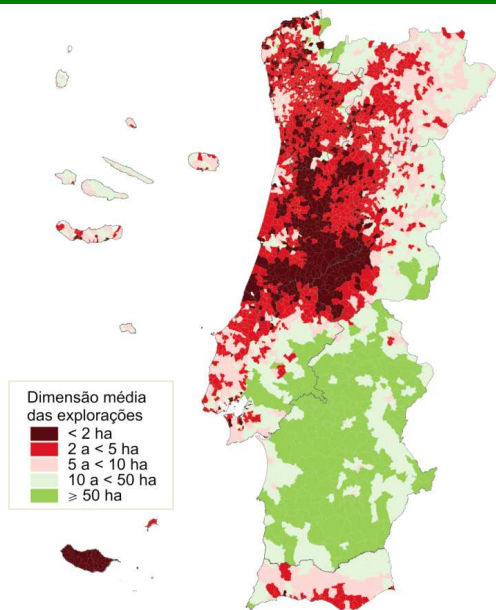 Dimensão média
das explorações
< 2 ha
2 a < 5 ha
5 a < 10 ha
10 a < 50 ha
⩾ 50 ha